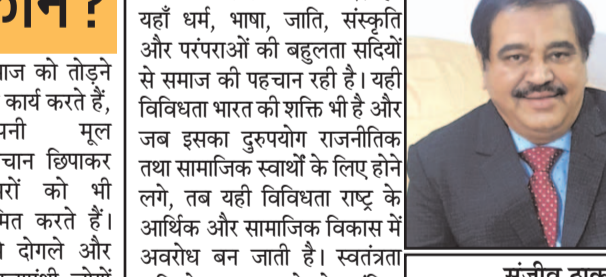 कौन?
माज को तोड़ने
कार्य करते हैं,
पनी मूल
चान छिपाकर
को भी
मित करते हैं।
दोगले और
यहाँ धर्म, भाषा, जाति, संस्कृति
और परंपराओं की बहुलता सदियों
से समाज की पहचान रही है। यही
विविधता भारत की शक्ति भी है और
जब इसका दुरुपयोग राजनीतिक
तथा सामाजिक स्वार्थों के लिए होने
लगे, तब यही विविधता राष्ट्र के
आर्थिक और सामाजिक विकास में
अवरोध बन जाती है। स्वतंत्रता
संजीव